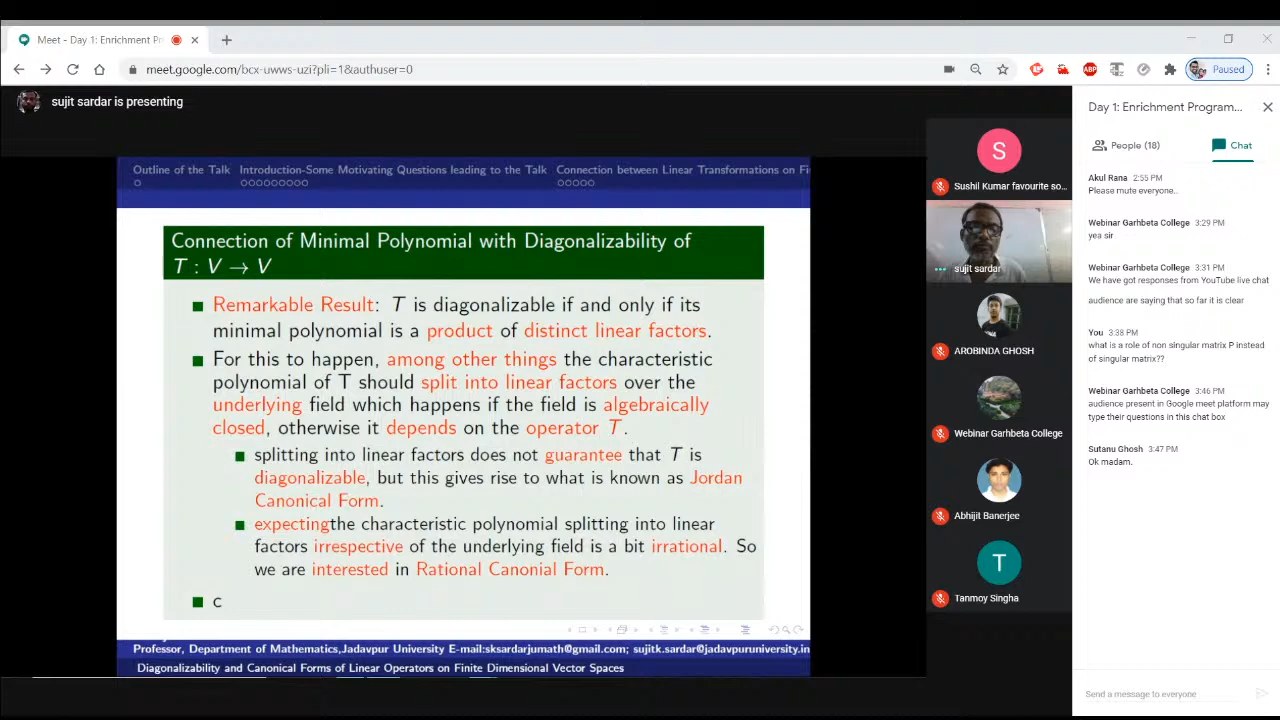 Meet - Day 1: Enrichment Pr
meet.google.com/bcx-uwws-uzi?pli=1&authuser=0
ABP
Paused
sujit sardar is presenting
Outline of the Talk Introduction-Some Motivating Questions leading to the Talk Connection between Linear Transformations on Fi
Connection of Minimal Polynomial with Diagonalizability of
T : V → V
Remarkable Result: T is diagonalizable if and only if its
minimal polynomial is a product of distinct linear factors.
For this to happen, among other things the characteristic
polynomial of T should split into linear factors over the
underlying field which happens if the field is algebraically
closed, otherwise it depends on the operator T.
splitting into linear factors does not guarantee that T is
diagonalizable, but this gives rise to what is known as Jordan
Canonical Form.
expectingthe characteristic polynomial splitting into linear
factors irrespective of the underlying field is a bit irrational. So
we are interested in Rational Canonial Form.
c
Professor, Department of Mathematics,Jadavpur University E-mail:sksardarjumath@gmail.com; sujitk.sardar@jadavpuruniversity.in
Diagonalizability and Canonical Forms of Linear Operators on Finite Dimensional Vector Spaces
S
Sushil Kumar favourite so...
sujit sardar
AROBINDA GHOSH
Webinar Garhbeta College
Abhijit Banerjee
T
Tanmoy Singha
Day 1: Enrichment Program...
People (18)
Chat
Akul Rana 2:55 PM
Please mute everyone..
Webinar Garhbeta College 3:29 PM
yea sir
Webinar Garhbeta College 3:31 PM
We have got responses from YouTube live chat
audience are saying that so far it is clear
You 3:38 PM
what is a role of non singular matrix P instead
of singular matrix??
Webinar Garhbeta College 3:46 PM
audience present in Google meet platform may
type their questions in this chat box
Sutanu Ghosh 3:47 PM
Ok madam.
Send a message to everyone